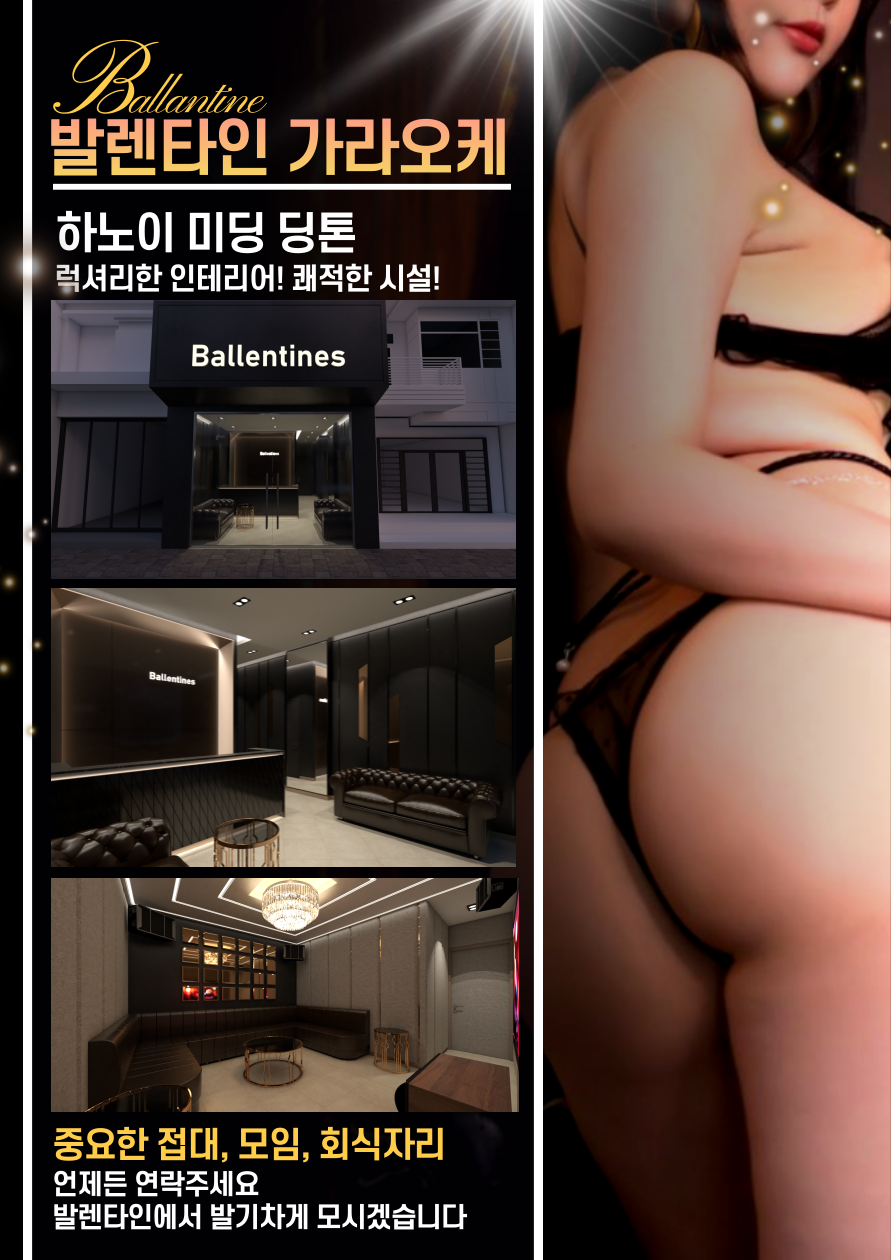 Ballantine
발렌타인 가라오케
하노이 미딩 딩톤
럭셔리한 인테리어! 쾌적한 시설!
Ballentines
Ballentines
Ballentines
중요한 접대, 모임, 회식자리
언제든 연락주세요
발렌타인에서 발기차게 모시겠습니다